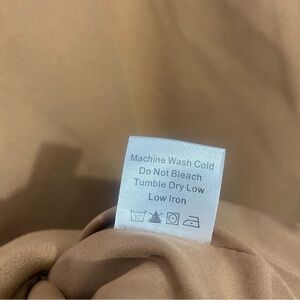 Machine Wash Cold
Do Not Bleach
Tumble Dry Low
Low Iron